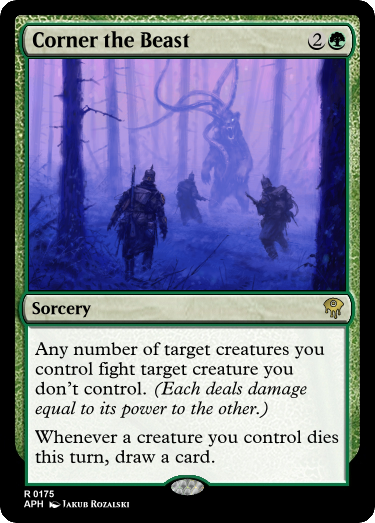 Corner the Beast 2
Sorcery
Any number of target creatures you
control fight target creature you
don't control. (Each deals damage
equal to its power to the other.)
Whenever a creature you control dies
this turn, draw a card.
R 0175
APH Jakub Rozalski